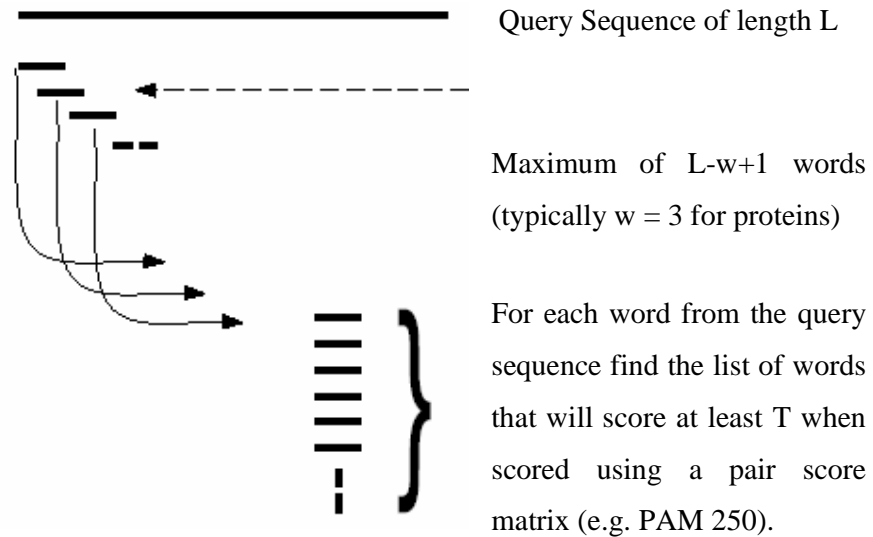 Query Sequence of length L
Maximum of L-w+1 words
(typically w = 3 for proteins)
For each word from the query
sequence find the list of words
that will score at least T when
scored using a pair score
matrix (e.g. PAM 250).